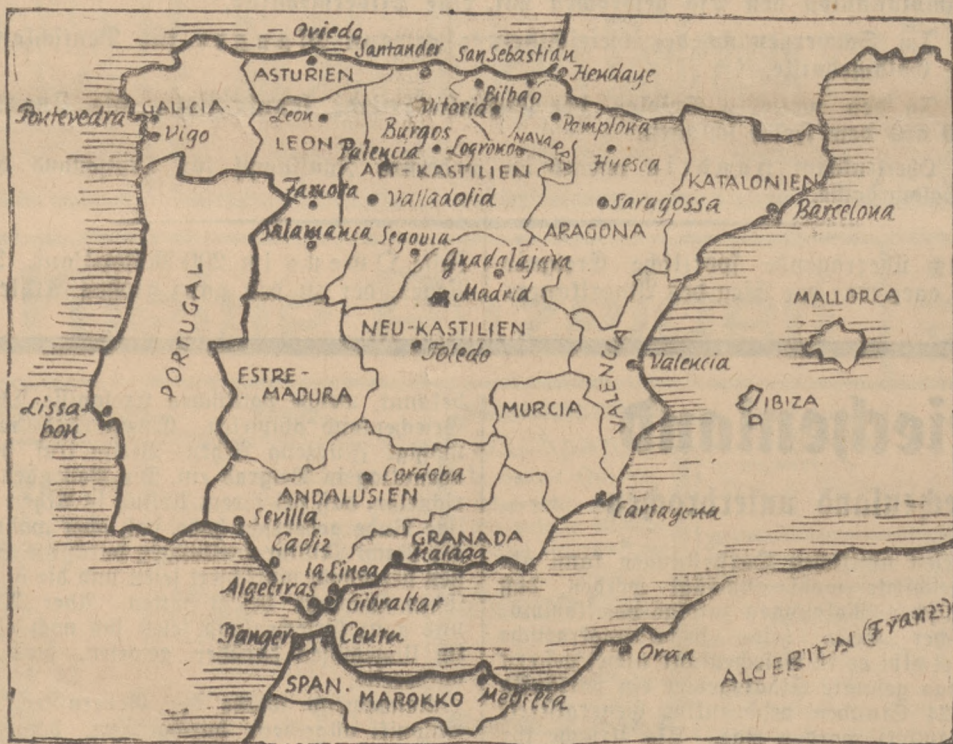 Oviedo
Santander
San Sebastian
Hendaye
ASTURIEN
Bilbao
Pontevedra
GALICIA
Vigo
Leon
Vitoria
Pamplona
LEON
Burgos
NAVARRA
Palencia
Logrono
Huesca
ALT-KASTILIEN
KATALONIEN
Zamora
Valladolid
Saragossa
Barcelona
Salamanca
Segovia
ARAGONA
Guadalajara
Madrid
MALLORCA
PORUGAL
NEU-KASTILIEN
Toledo
VALENCIA
Valencia
ESTRE-
MADURA
MURCIA
IBIZA
Lissa-
bon
Cordoba
ANDALUSIEN
Cartagena
Sevilla
GRANADA
Cadiz
Malaga
la Linea
Algeciras
Gibraltar
Tanger
Ceuta
Oran
ALGERIEN (Franz.)
SPAN.
MAROKKO
Melilla